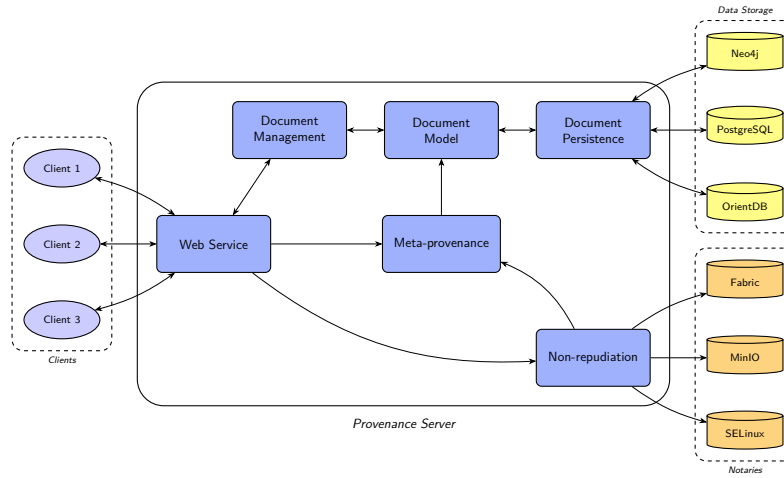 Data Storage
Neo4j
PostgreSQL
OrientDB
Document
Management
Document
Model
Document
Persistence
Client 1
Client 2
Client 3
Clients
Web Service
Meta-provenance
Non-repudiation
Provenance Server
Fabric
MinIO
SELinux
Notaries